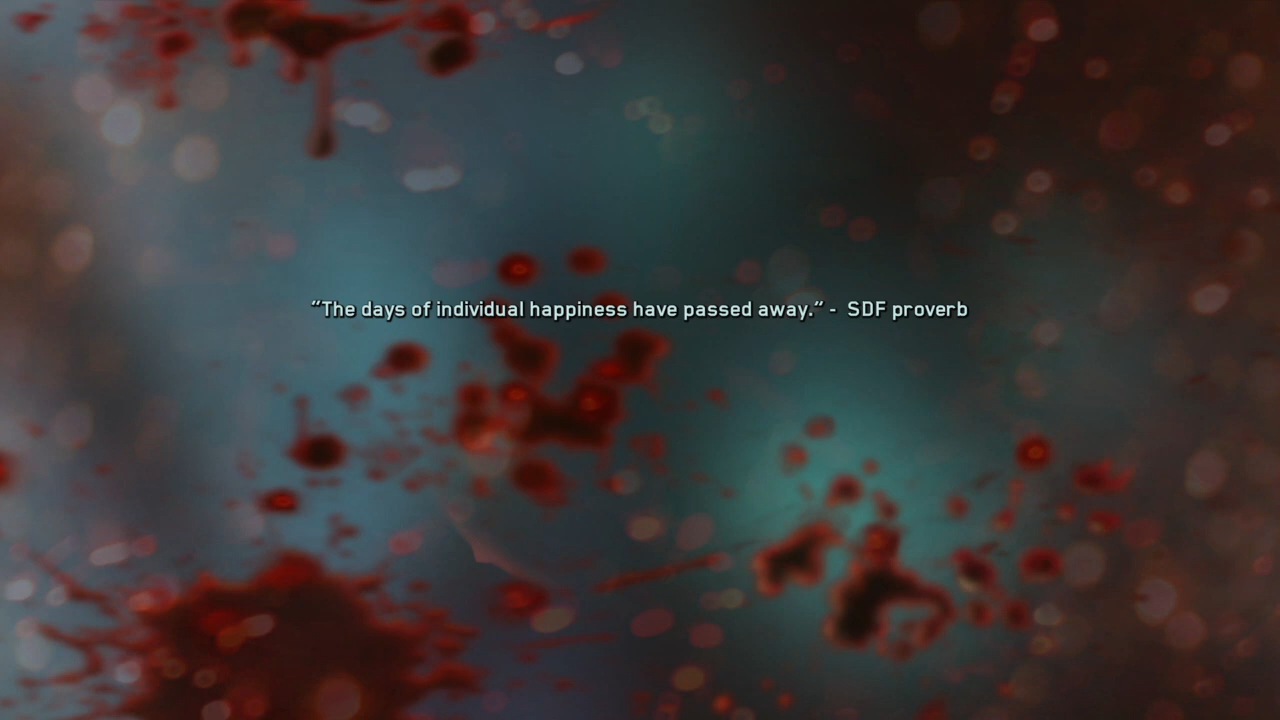 “The days of individual happiness have passed away.” - SDF proverb